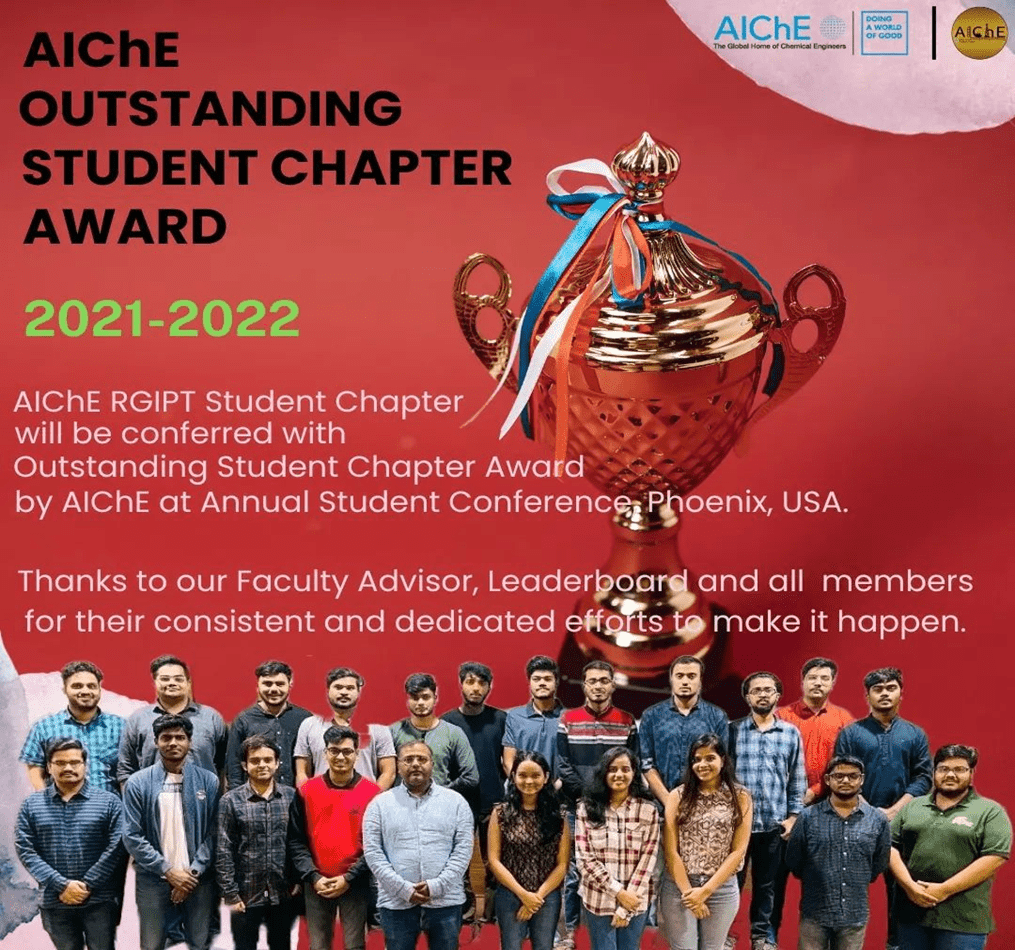 AIChE
The Global Home of Chemical Engineers
DOING
A WORLD
OF GOOD
AIChE
AIChE
OUTSTANDING
STUDENT CHAPTER
AWARD
2021-2022
AIChE RGIPT Student Chapter
will be conferred with
Outstanding Student Chapter Award
by AIChE at Annual Student Conference, Phoenix, USA.
Thanks to our Faculty Advisor, Leaderboard and all members
for their consistent and dedicated efforts to make it happen.